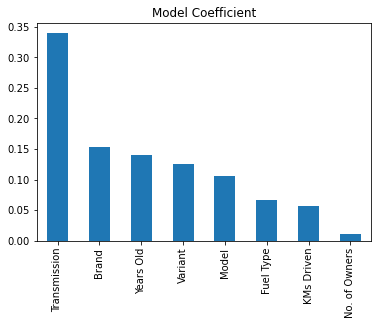 Model Coefficient
0.35
0.30
0.25
0.20
0.15
0.10
0.05
0.00
Transmission
Brand
Years Old
Variant
Model
Fuel Type
KMs Driven
No. of Owners